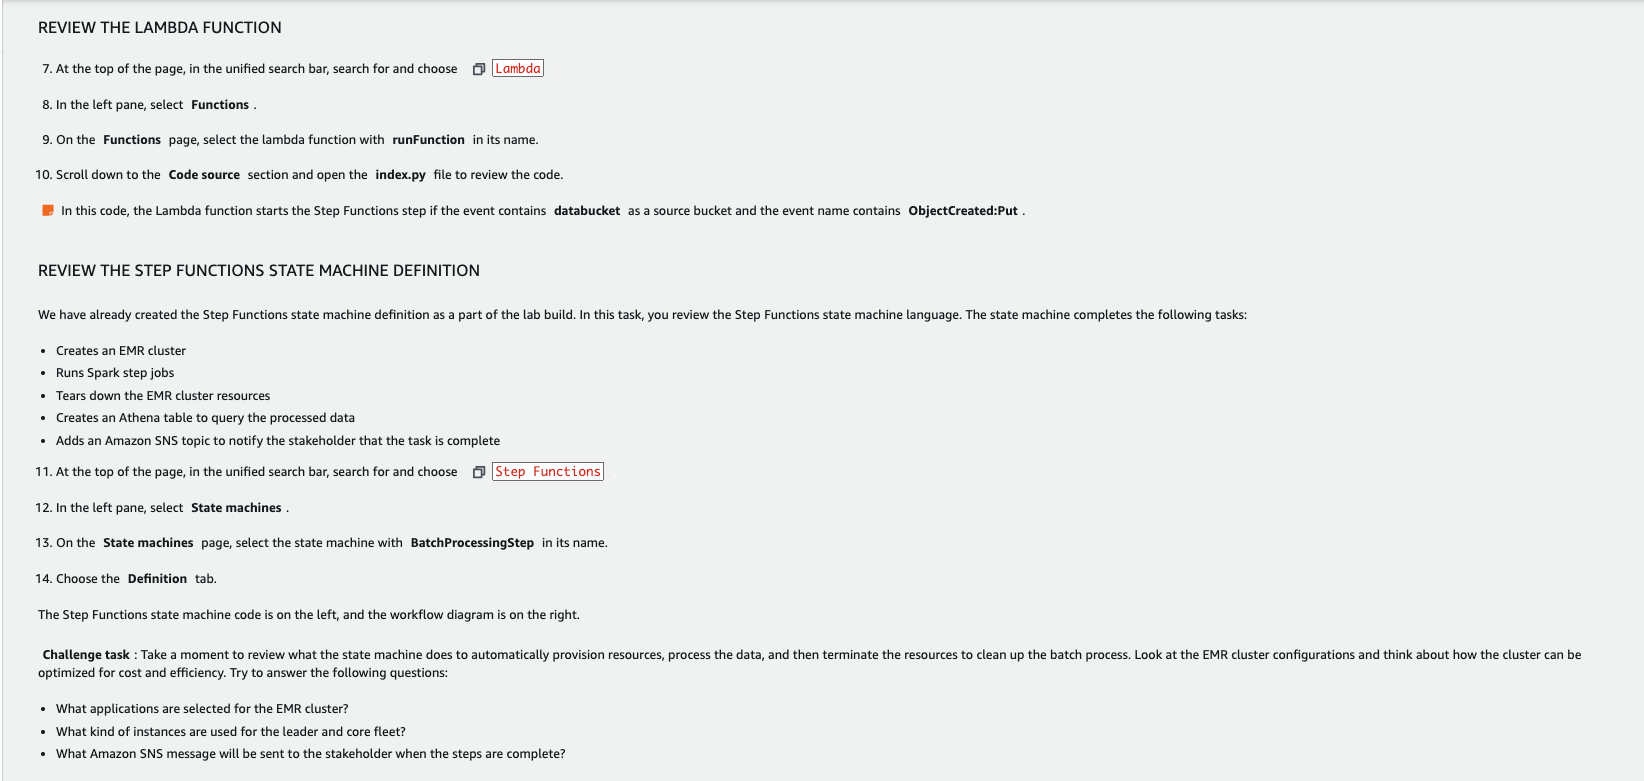 REVIEW THE LAMBDA FUNCTION
7. At the top of the page, in the unified search bar, search for and choose Lambda
8. In the left pane, select Functions .
9. On the Functions page, select the lambda function with runFunction in its name.
10. Scroll down to the Code source section and open the index.py file to review the code.
In this code, the Lambda function starts the Step Functions step if the event contains databucket as a source bucket and the event name contains ObjectCreated:Put .
REVIEW THE STEP FUNCTIONS STATE MACHINE DEFINITION
We have already created the Step Functions state machine definition as a part of the lab build. In this task, you review the Step Functions state machine language. The state machine completes the following tasks:
• Creates an EMR cluster
• Runs Spark step jobs
• Tears down the EMR cluster resources
• Creates an Athena table to query the processed data
• Adds an Amazon SNS topic to notify the stakeholder that the task is complete
11. At the top of the page, in the unified search bar, search for and choose Step Functions
12. In the left pane, select State machines .
13. On the State machines page, select the state machine with BatchProcessingStep in its name.
14. Choose the Definition tab.
The Step Functions state machine code is on the left, and the workflow diagram is on the right.
Challenge task : Take a moment to review what the state machine does to automatically provision resources, process the data, and then terminate the resources to clean up the batch process. Look at the EMR cluster configurations and think about how the cluster can be
optimized for cost and efficiency. Try to answer the following questions:
• What applications are selected for the EMR cluster?
• What kind of instances are used for the leader and core fleet?
• What Amazon SNS message will be sent to the stakeholder when the steps are complete?